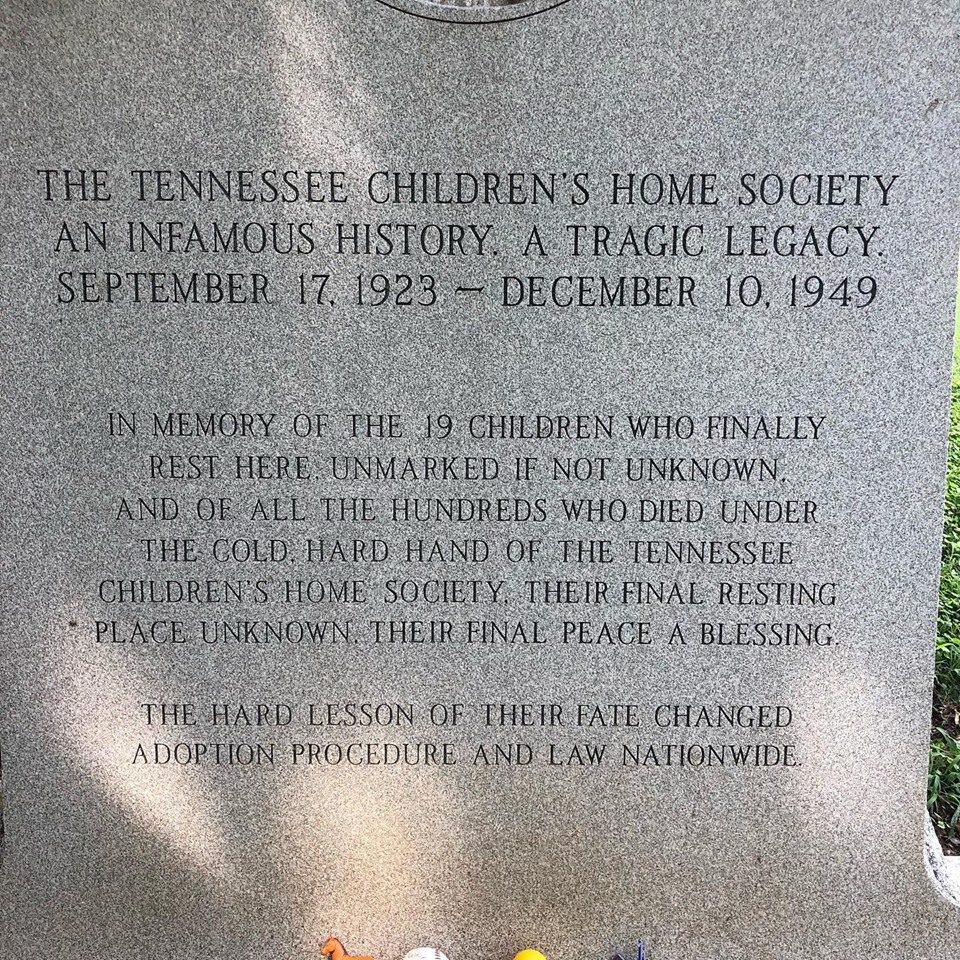 THE TENNESSEE CHILDREN'S HOME SOCIETY
AN INFAMOUS HISTORY. A TRAGIC LEGACY.
SEPTEMBER 17, 1923 — DECEMBER 10, 1949
IN MEMORY OF THE 19 CHILDREN WHO FINALLY
REST HERE, UNMARKED IF NOT UNKNOWN,
AND OF ALL THE HUNDREDS WHO DIED UNDER
THE COLD, HARD HAND OF THE TENNESSEE
CHILDREN'S HOME SOCIETY, THEIR FINAL RESTING
PLACE UNKNOWN. THEIR FINAL PEACE A BLESSING.
THE HARD LESSON OF THEIR FATE CHANGED
ADOPTION PROCEDURE AND LAW NATIONWIDE.